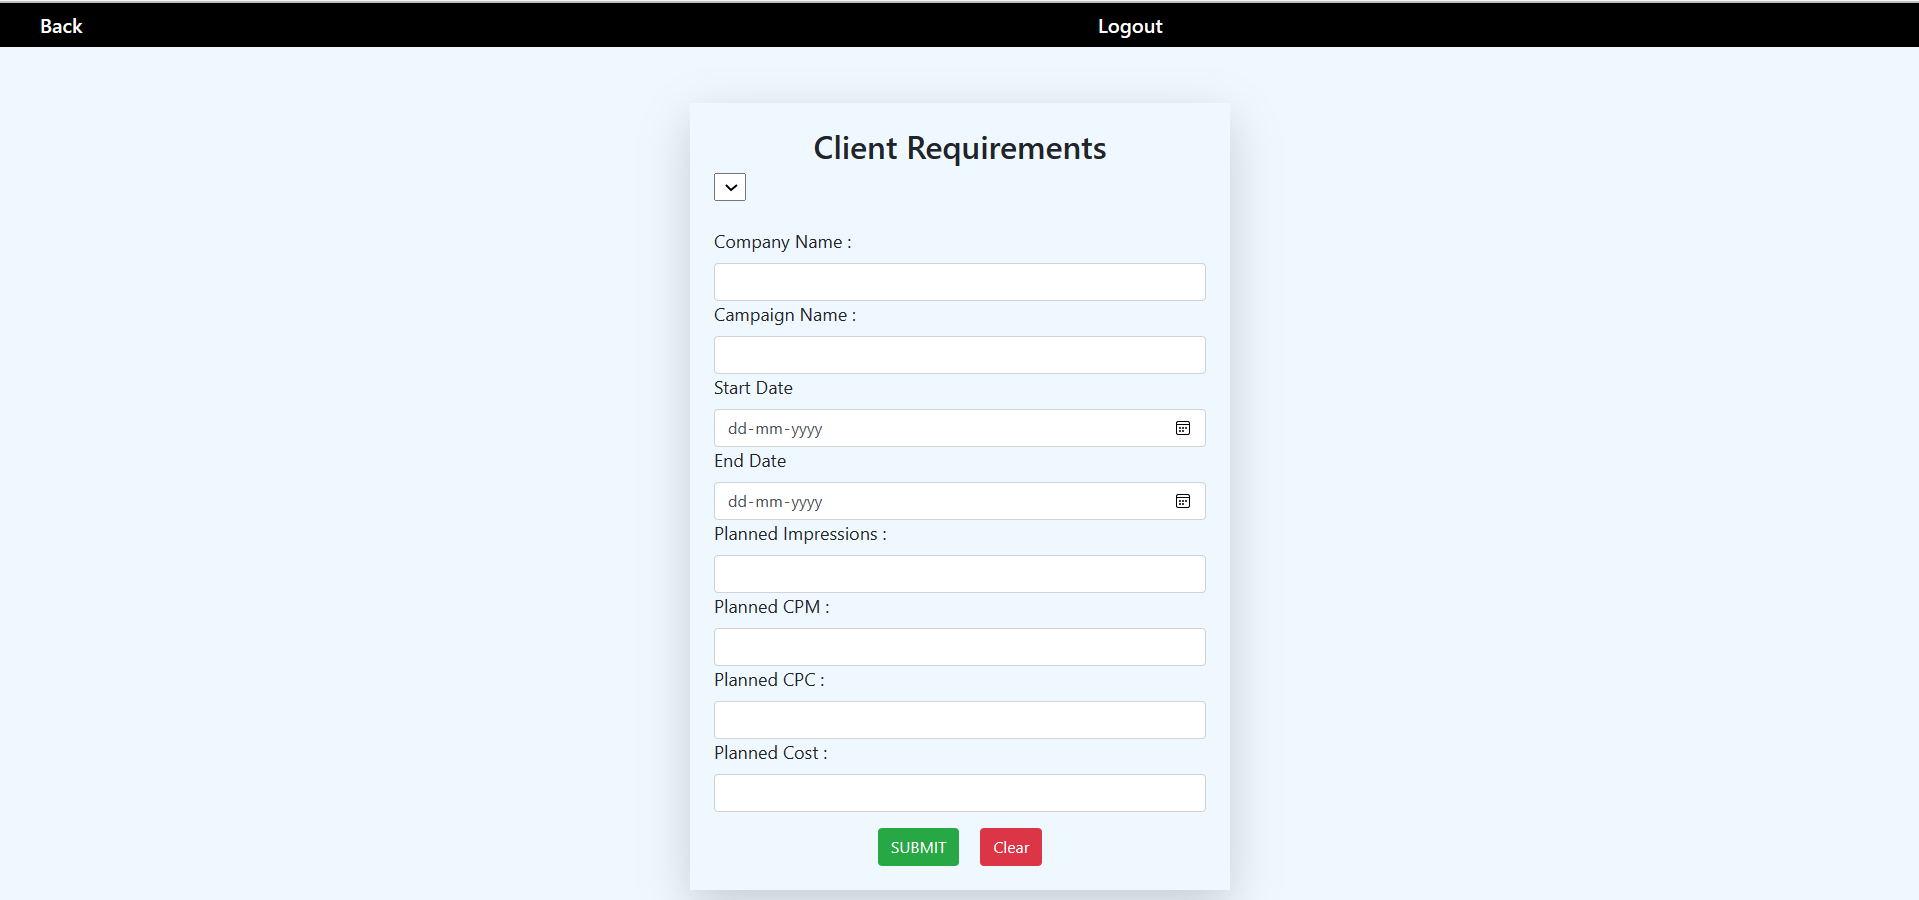 Back Logout
Client Requirements
Company Name :
Campaign Name :
Start Date
dd-mm-yyyy
End Date
dd-mm-yyyy
Planned Impressions :
Planned CPM :
Planned CPC :
Planned Cost :
SUBMIT Clear